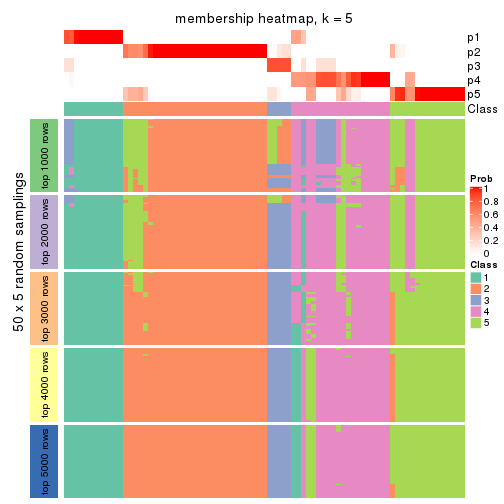 membership heatmap, k = 5
p1
p2
p3
p4
p5
Class
50 x 5 random samplings
top 1000 rows
top 2000 rows
top 3000 rows
top 4000 rows
top 5000 rows
Prob
1
0.8
0.6
0.4
0.2
0
Class
1
2
3
4
5